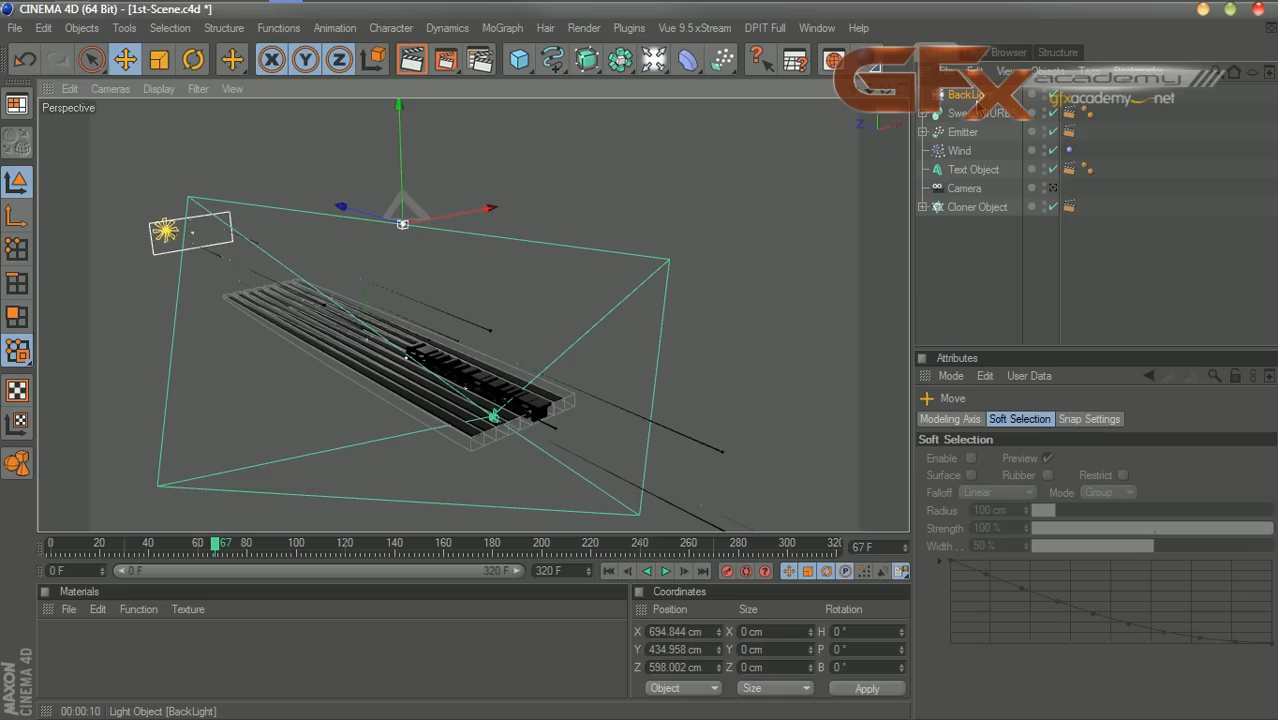 CINEMA 4D (64 Bit) - [1st-Scene.c4d *]
File Edit Objects Tools Selection Structure Functions Animation Character Dynamics MoGraph Hair Render Plugins Vue 9.5 xStream DPIT Full Window Help
Browser Structure
Edit Cameras Display Filter View
Perspective
GFx academy
gfxacademy.net
Z
BackLight
Emitter
Wind
Text Object
Camera
Cloner Object
Attributes
Mode Edit User Data
Move
Modeling Axis Soft Selection Snap Settings
Soft Selection
Enable Preview
Surface Rubber Restrict
Falloff Linear Mode Group
Radius 100 cm
Strength 100 %
Width . . 50 %
0 20 40 60 67 80 100 120 140 160 180 200 220 240 260 280 300 320 67 F
0 F 0 F 320 F 320 F
Materials
File Edit Function Texture
Coordinates
Position Size Rotation
X 694.844 cm X 0 cm H 0 °
Y 434.958 cm Y 0 cm P 0 °
Z 598.002 cm Z 0 cm B 0 °
Object Size Apply
MAXON
CINEMA 4D
00:00:10 Light Object [BackLight]